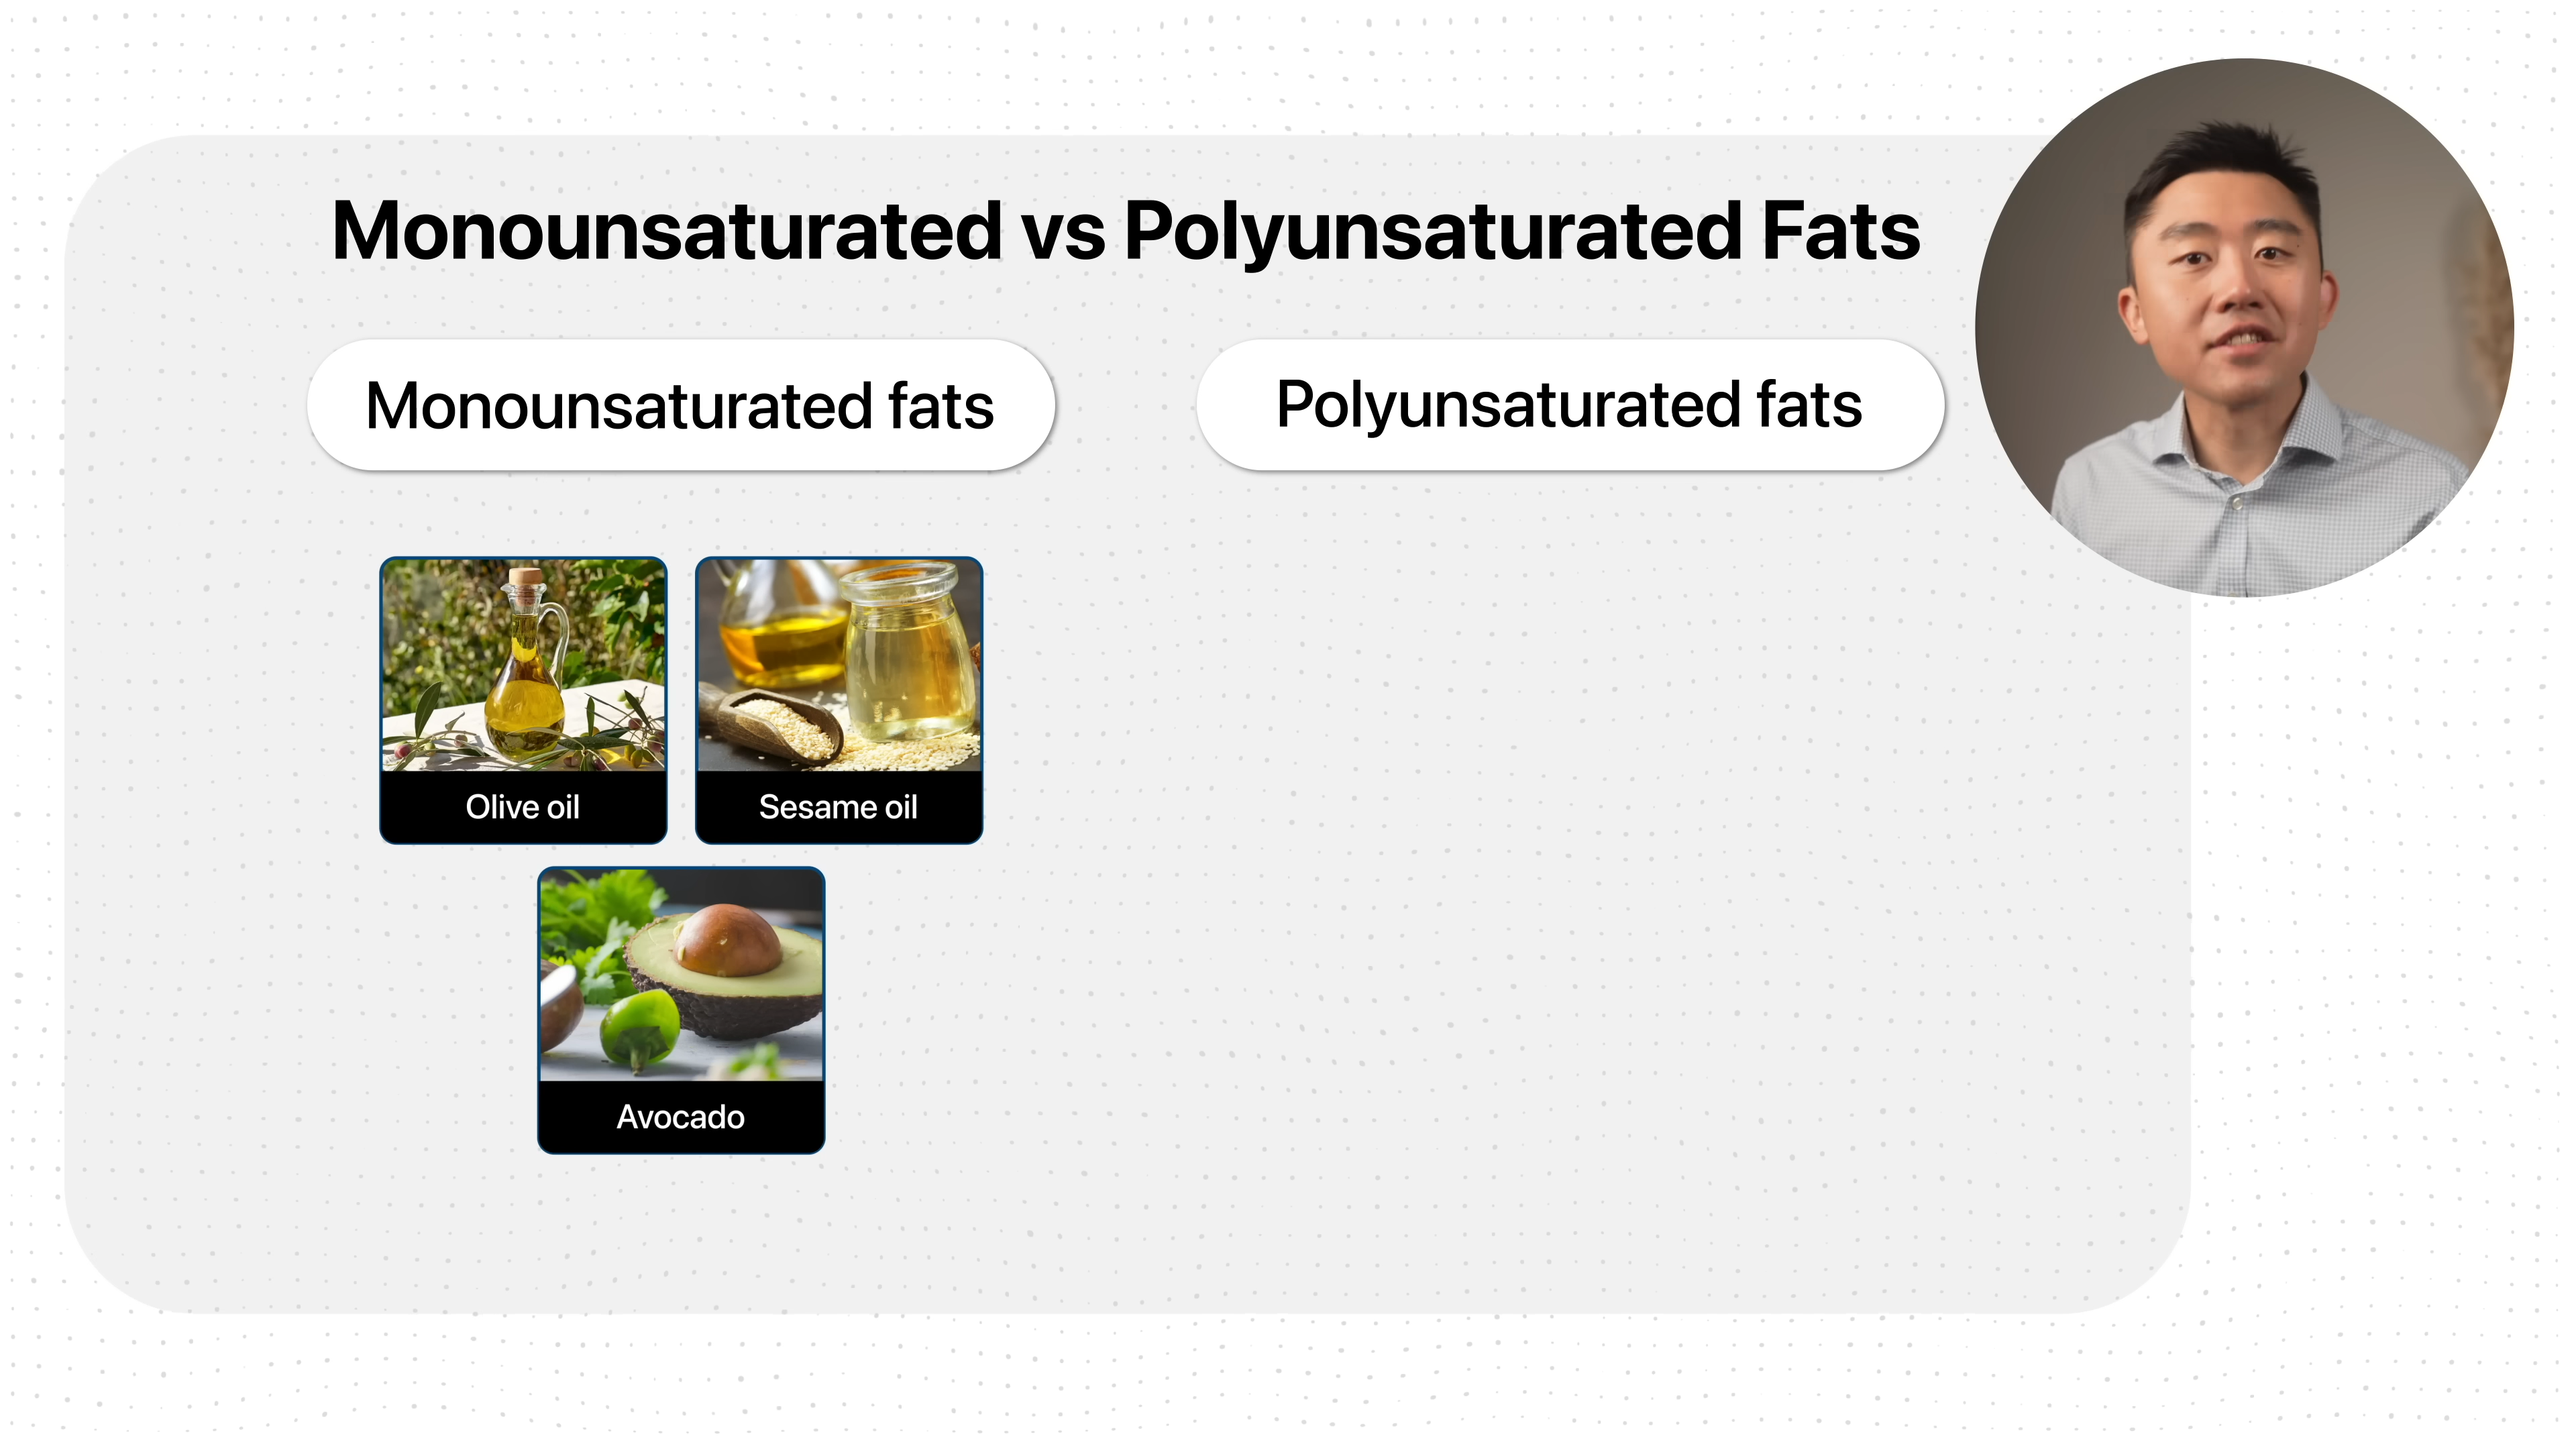 Monounsaturated vs Polyunsaturated Fats
Monounsaturated fats
Polyunsaturated fats
Olive oil
Sesame oil
Avocado